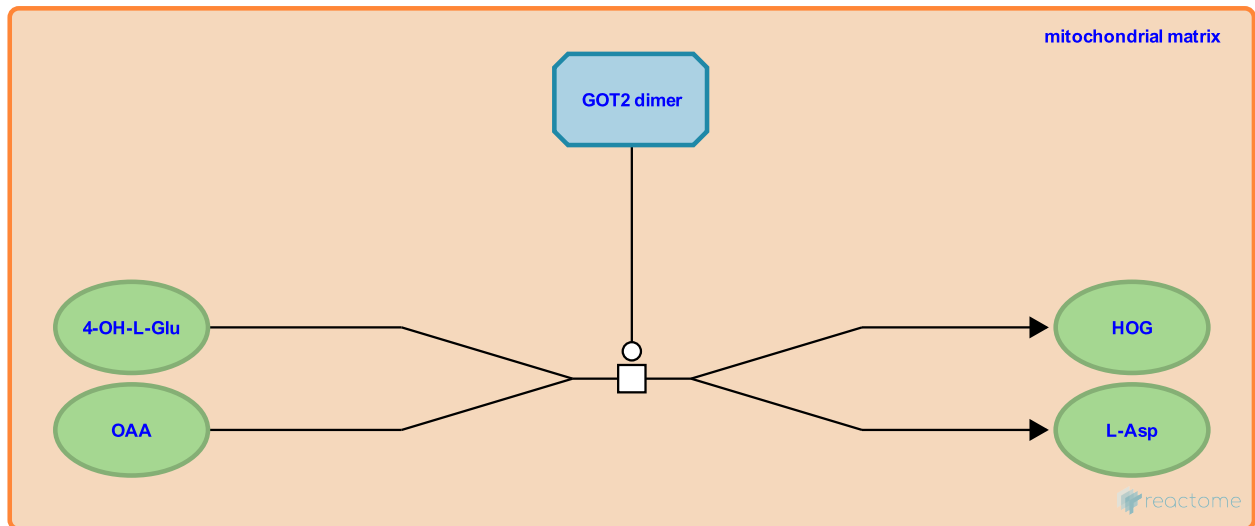 mitochondrial matrix
GOT2 dimer
4-OH-L-Glu
HOG
OAA
L-Asp
reactome